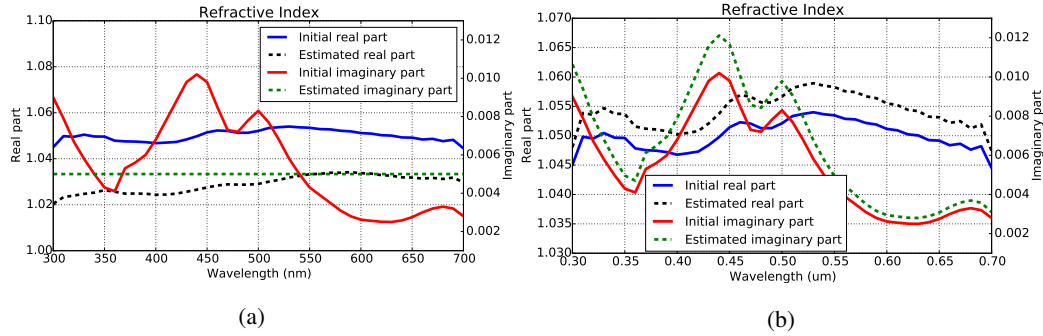 Refractive Index
1.10
1.08
1.06
1.04
1.02
1.00
Real part
300 350 400 450 500 550 600 650 700
Wavelength (nm)
0.012
0.010
0.008
0.006
0.004
0.002
Imaginary part
Initial real part
Estimated real part
Initial imaginary part
Estimated imaginary part
(a)
Refractive Index
1.070
1.065
1.060
1.055
1.050
1.045
1.040
1.035
1.030
Real part
0.30 0.35 0.40 0.45 0.50 0.55 0.60 0.65 0.70
Wavelength (um)
0.012
0.010
0.008
0.006
0.004
0.002
Imaginary part
Initial real part
Estimated real part
Initial imaginary part
Estimated imaginary part
(b)